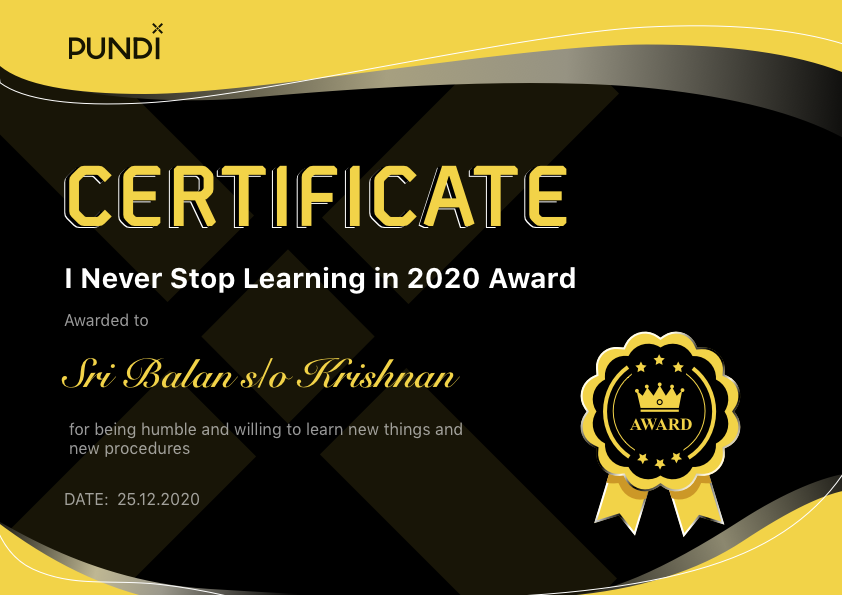 PUNDI
CERTIFICATE
I Never Stop Learning in 2020 Award
Awarded to
Sri Balan s/o Krishnan
for being humble and willing to learn new things and
new procedures
AWARD
DATE: 25.12.2020